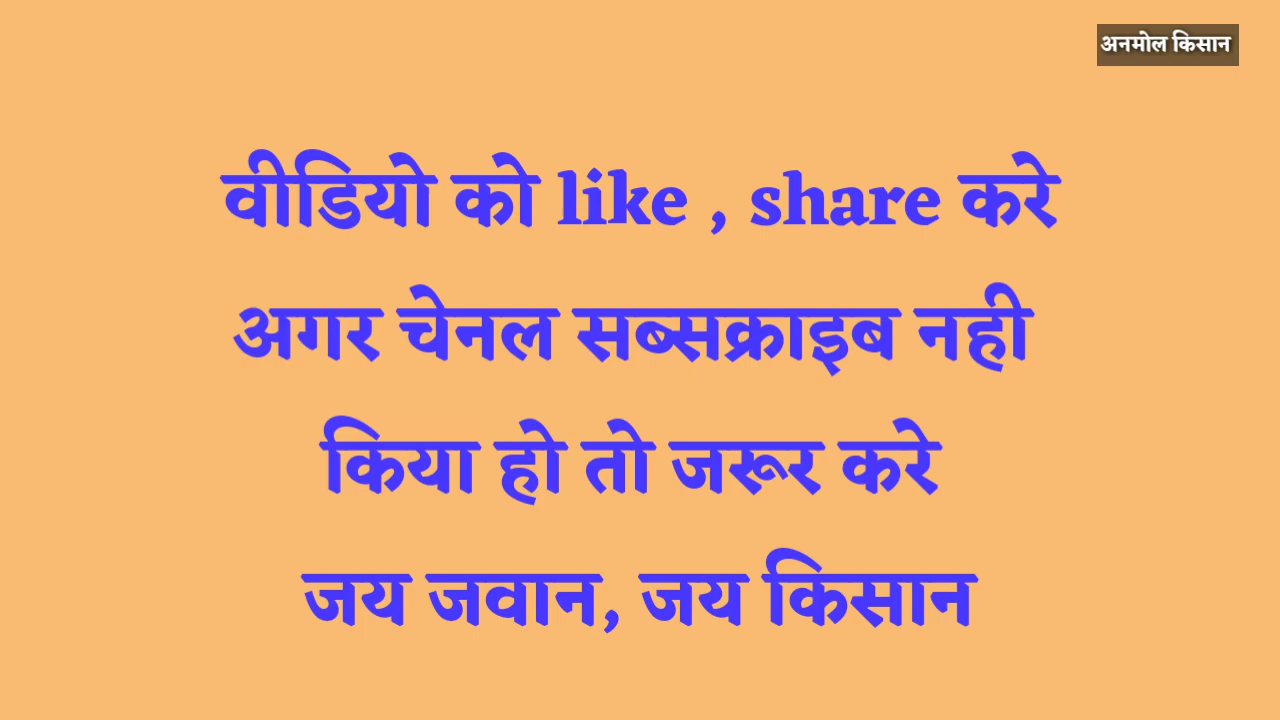 अनमोल किसान
वीडियो को like , share करे
अगर चेनल सब्सक्राइब नही
किया हो तो जरूर करे
जय जवान, जय किसान